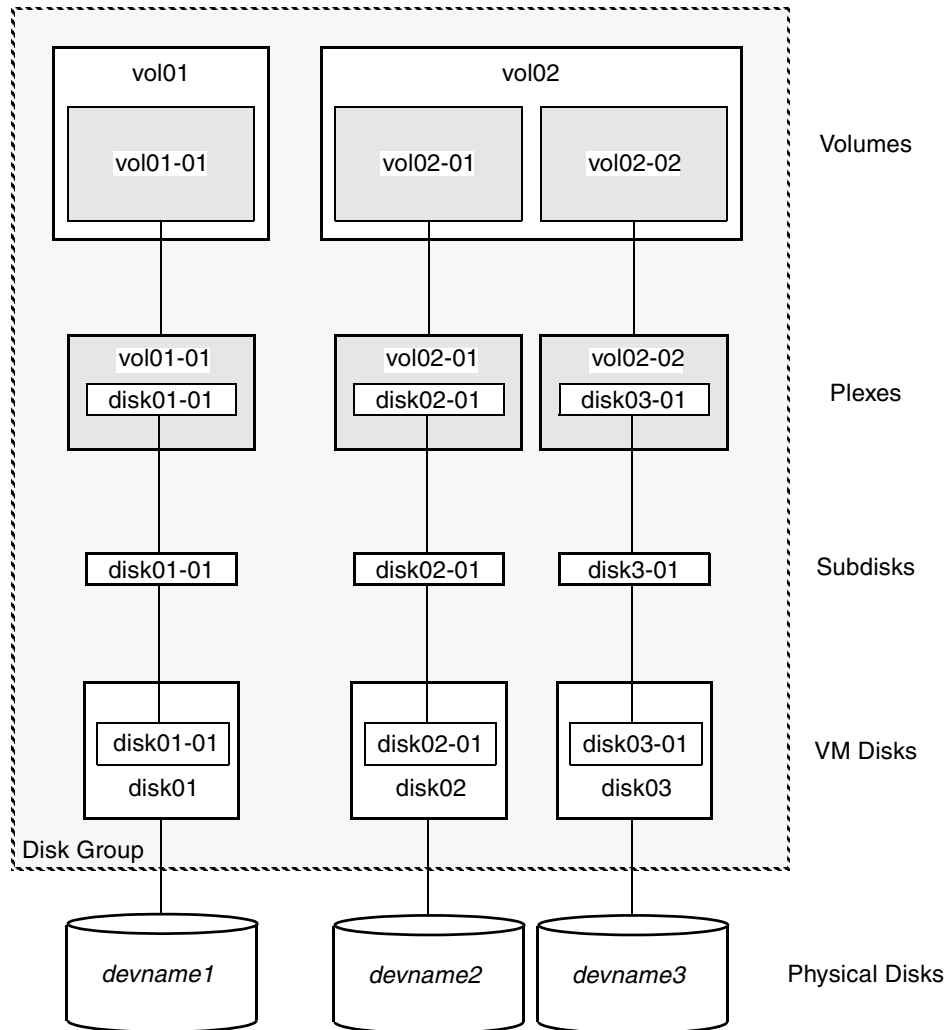 vol01
vol02
vol01-01
vol02-01
vol02-02
Volumes
vol01-01
vol02-01
vol02-02
disk01-01
disk02-01
disk03-01
Plexes
disk01-01
disk02-01
disk3-01
Subdisks
disk01-01
disk02-01
disk03-01
VM Disks
disk01
disk02
disk03
Disk Group
devname1
devname2
devname3
Physical Disks